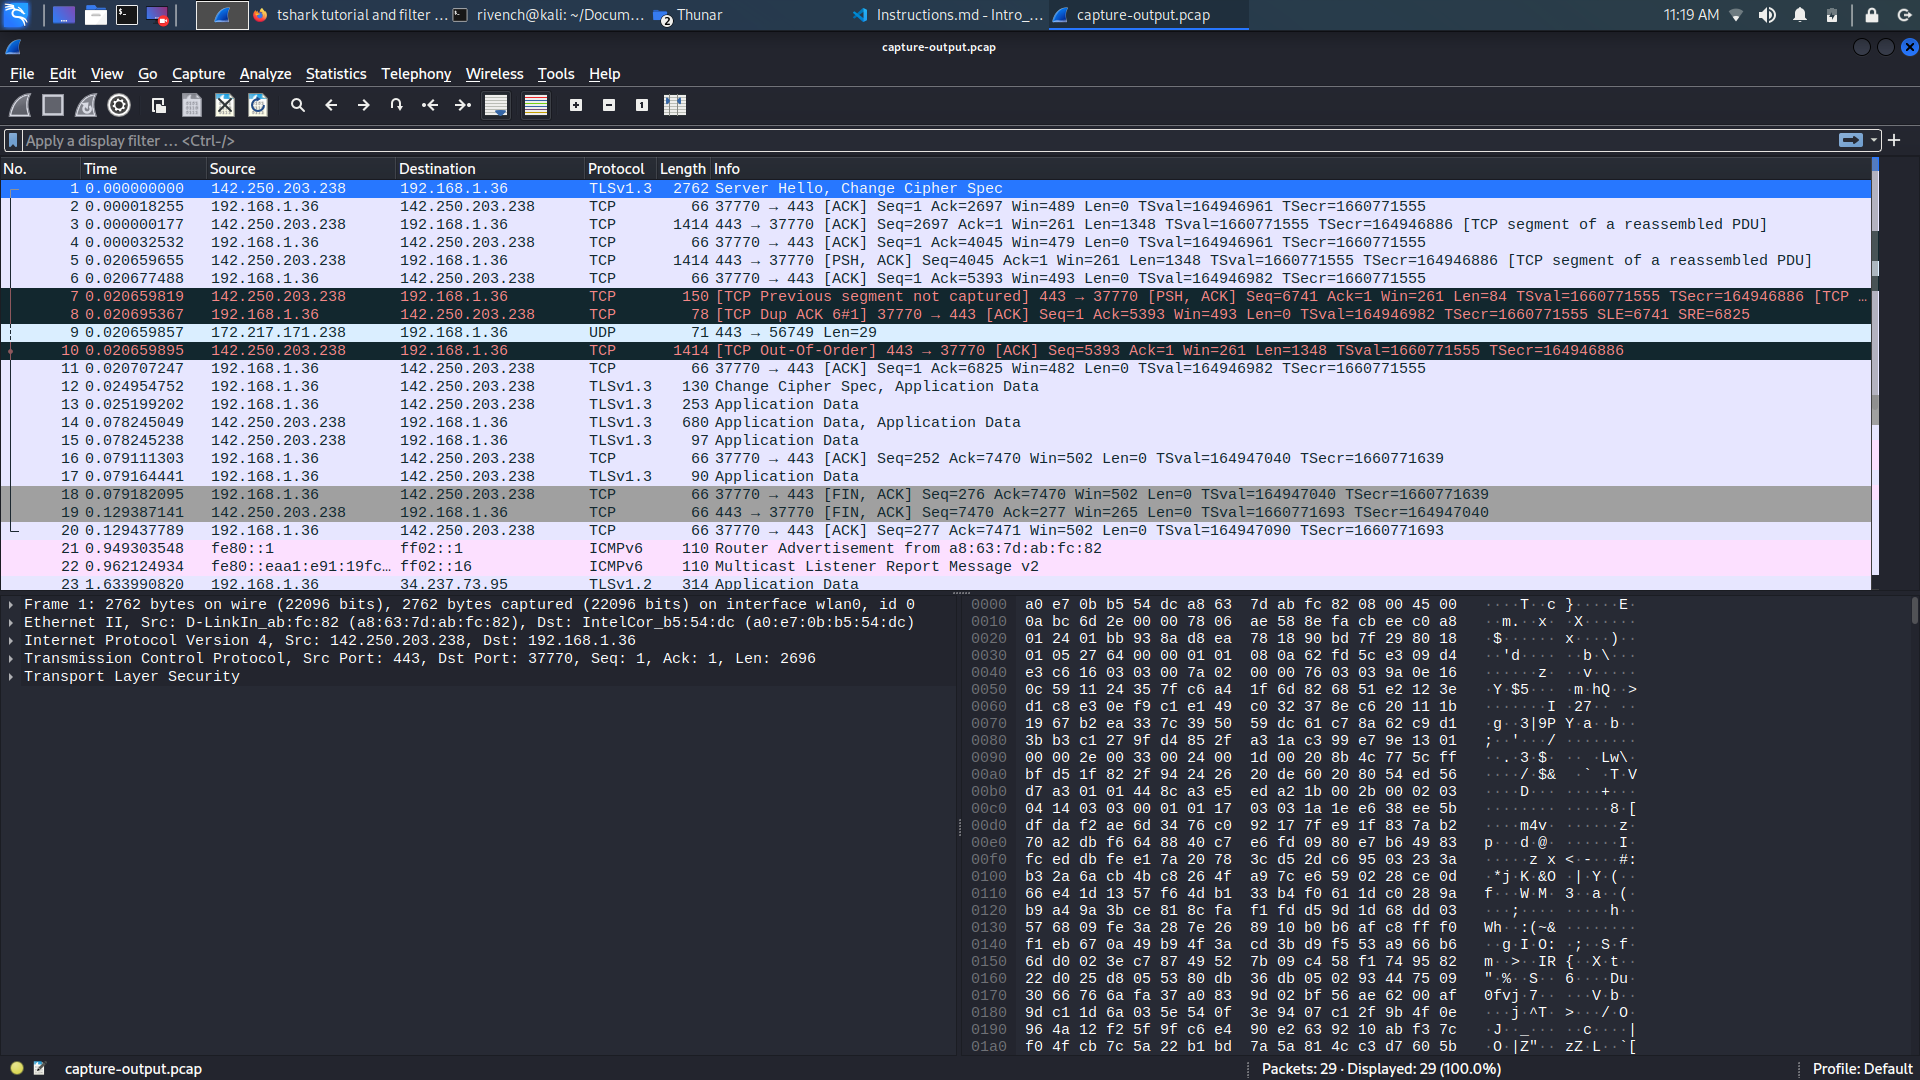 tshark tutorial and filter ...
rivench@kali: ~/Docum...
2 Thunar
Instructions.md - Intro_...
capture-output.pcap
11:19 AM
capture-output.pcap
File Edit View Go Capture Analyze Statistics Telephony Wireless Tools Help
Apply a display filter ... <Ctrl-/>
No. Time Source Destination Protocol Length Info
1 0.000000000 142.250.203.238 192.168.1.36 TLSv1.3 2762 Server Hello, Change Cipher Spec
2 0.000018255 192.168.1.36 142.250.203.238 TCP 66 37770 → 443 [ACK] Seq=1 Ack=2697 Win=489 Len=0 TSval=164946961 TSecr=1660771555
3 0.000000177 142.250.203.238 192.168.1.36 TCP 1414 443 → 37770 [ACK] Seq=2697 Ack=1 Win=261 Len=1348 TSval=1660771555 TSecr=164946886 [TCP segment of a reassembled PDU]
4 0.000032532 192.168.1.36 142.250.203.238 TCP 66 37770 → 443 [ACK] Seq=1 Ack=4045 Win=479 Len=0 TSval=164946961 TSecr=1660771555
5 0.020659655 142.250.203.238 192.168.1.36 TCP 1414 443 → 37770 [PSH, ACK] Seq=4045 Ack=1 Win=261 Len=1348 TSval=1660771555 TSecr=164946886 [TCP segment of a reassembled PDU]
6 0.020677488 192.168.1.36 142.250.203.238 TCP 66 37770 → 443 [ACK] Seq=1 Ack=5393 Win=493 Len=0 TSval=164946982 TSecr=1660771555
7 0.020659819 142.250.203.238 192.168.1.36 TCP 150 [TCP Previous segment not captured] 443 → 37770 [PSH, ACK] Seq=6741 Ack=1 Win=261 Len=84 TSval=1660771555 TSecr=164946886 [TCP ...
8 0.020695367 192.168.1.36 142.250.203.238 TCP 78 [TCP Dup ACK 6#1] 37770 → 443 [ACK] Seq=1 Ack=5393 Win=493 Len=0 TSval=164946982 TSecr=1660771555 SLE=6741 SRE=6825
9 0.020659857 172.217.171.238 192.168.1.36 UDP 71 443 → 56749 Len=29
10 0.020659895 142.250.203.238 192.168.1.36 TCP 1414 [TCP Out-Of-Order] 443 → 37770 [ACK] Seq=5393 Ack=1 Win=261 Len=1348 TSval=1660771555 TSecr=164946886
11 0.020707247 192.168.1.36 142.250.203.238 TCP 66 37770 → 443 [ACK] Seq=1 Ack=6825 Win=482 Len=0 TSval=164946982 TSecr=1660771555
12 0.024954752 192.168.1.36 142.250.203.238 TLSv1.3 130 Change Cipher Spec, Application Data
13 0.025199202 192.168.1.36 142.250.203.238 TLSv1.3 253 Application Data
14 0.078245049 142.250.203.238 192.168.1.36 TLSv1.3 680 Application Data, Application Data
15 0.078245238 142.250.203.238 192.168.1.36 TLSv1.3 97 Application Data
16 0.079111303 192.168.1.36 142.250.203.238 TCP 66 37770 → 443 [ACK] Seq=252 Ack=7470 Win=502 Len=0 TSval=164947040 TSecr=1660771639
17 0.079164441 192.168.1.36 142.250.203.238 TLSv1.3 90 Application Data
18 0.079182095 192.168.1.36 142.250.203.238 TCP 66 37770 → 443 [FIN, ACK] Seq=276 Ack=7470 Win=502 Len=0 TSval=164947040 TSecr=1660771639
19 0.129387141 142.250.203.238 192.168.1.36 TCP 66 443 → 37770 [FIN, ACK] Seq=7470 Ack=277 Win=265 Len=0 TSval=1660771693 TSecr=164947040
20 0.129437789 192.168.1.36 142.250.203.238 TCP 66 37770 → 443 [ACK] Seq=277 Ack=7471 Win=502 Len=0 TSval=164947090 TSecr=1660771693
21 0.949303548 fe80::1 ff02::1 ICMPv6 110 Router Advertisement from a8:63:7d:ab:fc:82
22 0.962124934 fe80::eaa1:e91:19fc... ff02::16 ICMPv6 110 Multicast Listener Report Message v2
23 1.633990820 192.168.1.36 34.237.73.95 TLSv1.2 314 Application Data
Frame 1: 2762 bytes on wire (22096 bits), 2762 bytes captured (22096 bits) on interface wlan0, id 0
Ethernet II, Src: D-LinkIn_ab:fc:82 (a8:63:7d:ab:fc:82), Dst: IntelCor_b5:54:dc (a0:e7:0b:b5:54:dc)
Internet Protocol Version 4, Src: 142.250.203.238, Dst: 192.168.1.36
Transmission Control Protocol, Src Port: 443, Dst Port: 37770, Seq: 1, Ack: 1, Len: 2696
Transport Layer Security
0000 a0 e7 0b b5 54 dc a8 63 7d ab fc 82 08 00 45 00 ····T··c }·····E·
0010 0a bc 6d 2e 00 00 78 06 ae 58 8e fa cb ee c0 a8 ··m.··x· ·X······
0020 01 24 01 bb 93 8a d8 ea 78 18 90 bd 7f 29 80 18 ·$······ x····)··
0030 01 05 27 64 00 00 01 01 08 0a 62 fd 5c e3 09 d4 ··'d···· ··b·\···
0040 e3 c6 16 03 03 00 7a 02 00 00 76 03 03 9a 0e 16 ······z· ··v·····
0050 0c 59 11 24 35 7f c6 a4 1f 6d 82 68 51 e2 12 3e ·Y·$5··· ·m·hQ··>
0060 d1 c8 e3 0e f9 c1 e1 49 c0 32 37 8e c6 20 11 1b ·······I ·27·· ··
0070 19 67 b2 ea 33 7c 39 50 59 dc 61 c7 8a 62 c9 d1 ·g··3|9P Y·a··b··
0080 3b b3 c1 27 9f d4 85 2f a3 1a c3 99 e7 9e 13 01 ;··'···/ ········
0090 00 00 2e 00 33 00 24 00 1d 00 20 8b 4c 77 5c ff ··.·3·$· ·· ·Lw\·
00a0 bf d5 1f 82 2f 94 24 26 20 de 60 20 80 54 ed 56 ····/·$& ·` ·T·V
00b0 d7 a3 01 01 44 8c a3 e5 ed a2 1b 00 2b 00 02 03 ····D··· ····+···
00c0 04 14 03 03 00 01 01 17 03 03 1a 1e e6 38 ee 5b ········ ·····8·[
00d0 df da f2 ae 6d 34 76 c0 92 17 7f e9 1f 83 7a b2 ····m4v· ······z·
00e0 70 a2 db f6 64 88 40 c7 e6 fd 09 80 e7 b6 49 83 p···d·@· ······I·
00f0 fc ed db fe e1 7a 20 78 3c d5 2d c6 95 03 23 3a ·····z x <·-···#:
0100 b3 2a 6a cb 4b c8 26 4f a9 7c e6 59 02 28 ce 0d ·*j·K·&O ·|·Y·(··
0110 66 e4 1d 13 57 f6 4d b1 33 b4 f0 61 1d c0 28 9a f···W·M· 3··a··(·
0120 b9 a4 9a 3b ce 81 8c fa f1 fd d5 9d 1d 68 dd 03 ···;···· ·····h··
0130 57 68 09 fe 3a 28 7e 26 89 10 b0 b6 af c8 ff f0 Wh··:(~& ········
0140 f1 eb 67 0a 49 b9 4f 3a cd 3b d9 f5 53 a9 66 b6 ··g·I·O: ·;··S·f·
0150 6d d0 02 3e c7 87 49 52 7b 09 c4 58 f1 74 95 82 m··>··IR {··X·t··
0160 22 d0 25 d8 05 53 80 db 36 db 05 02 93 44 75 09 "·%··S·· 6····Du·
0170 30 66 76 6a fa 37 a0 83 9d 02 bf 56 ae 62 00 af 0fvj·7·· ···V·b··
0180 9d c1 1d 6a 03 5e 54 0f 3e 94 07 c1 2f 9b 4f 0e ···j·^T· >···/·O·
0190 96 4a 12 f2 5f 9f c6 e4 90 e2 63 92 10 ab f3 7c ·J··_··· ··c····|
01a0 f0 4f cb 7c 5a 22 b1 bd 7a 5a 81 4c c3 d7 60 5b ·O·|Z"·· zZ·L··`[
capture-output.pcap
Packets: 29 · Displayed: 29 (100.0%)
Profile: Default